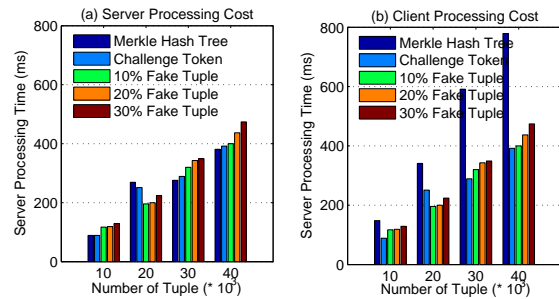 (a) Server Processing Cost
800
600
400
200
0
Server Processing Time (ms)
Merkle Hash Tree
Challenge Token
10% Fake Tuple
20% Fake Tuple
30% Fake Tuple
10 20 30 40
Number of Tuple (* 10³)
(b) Client Processing Cost
800
600
400
200
0
Server Processing Time (ms)
Merkle Hash Tree
Challenge Token
10% Fake Tuple
20% Fake Tuple
30% Fake Tuple
10 20 30 40
Number of Tuple (* 10³)